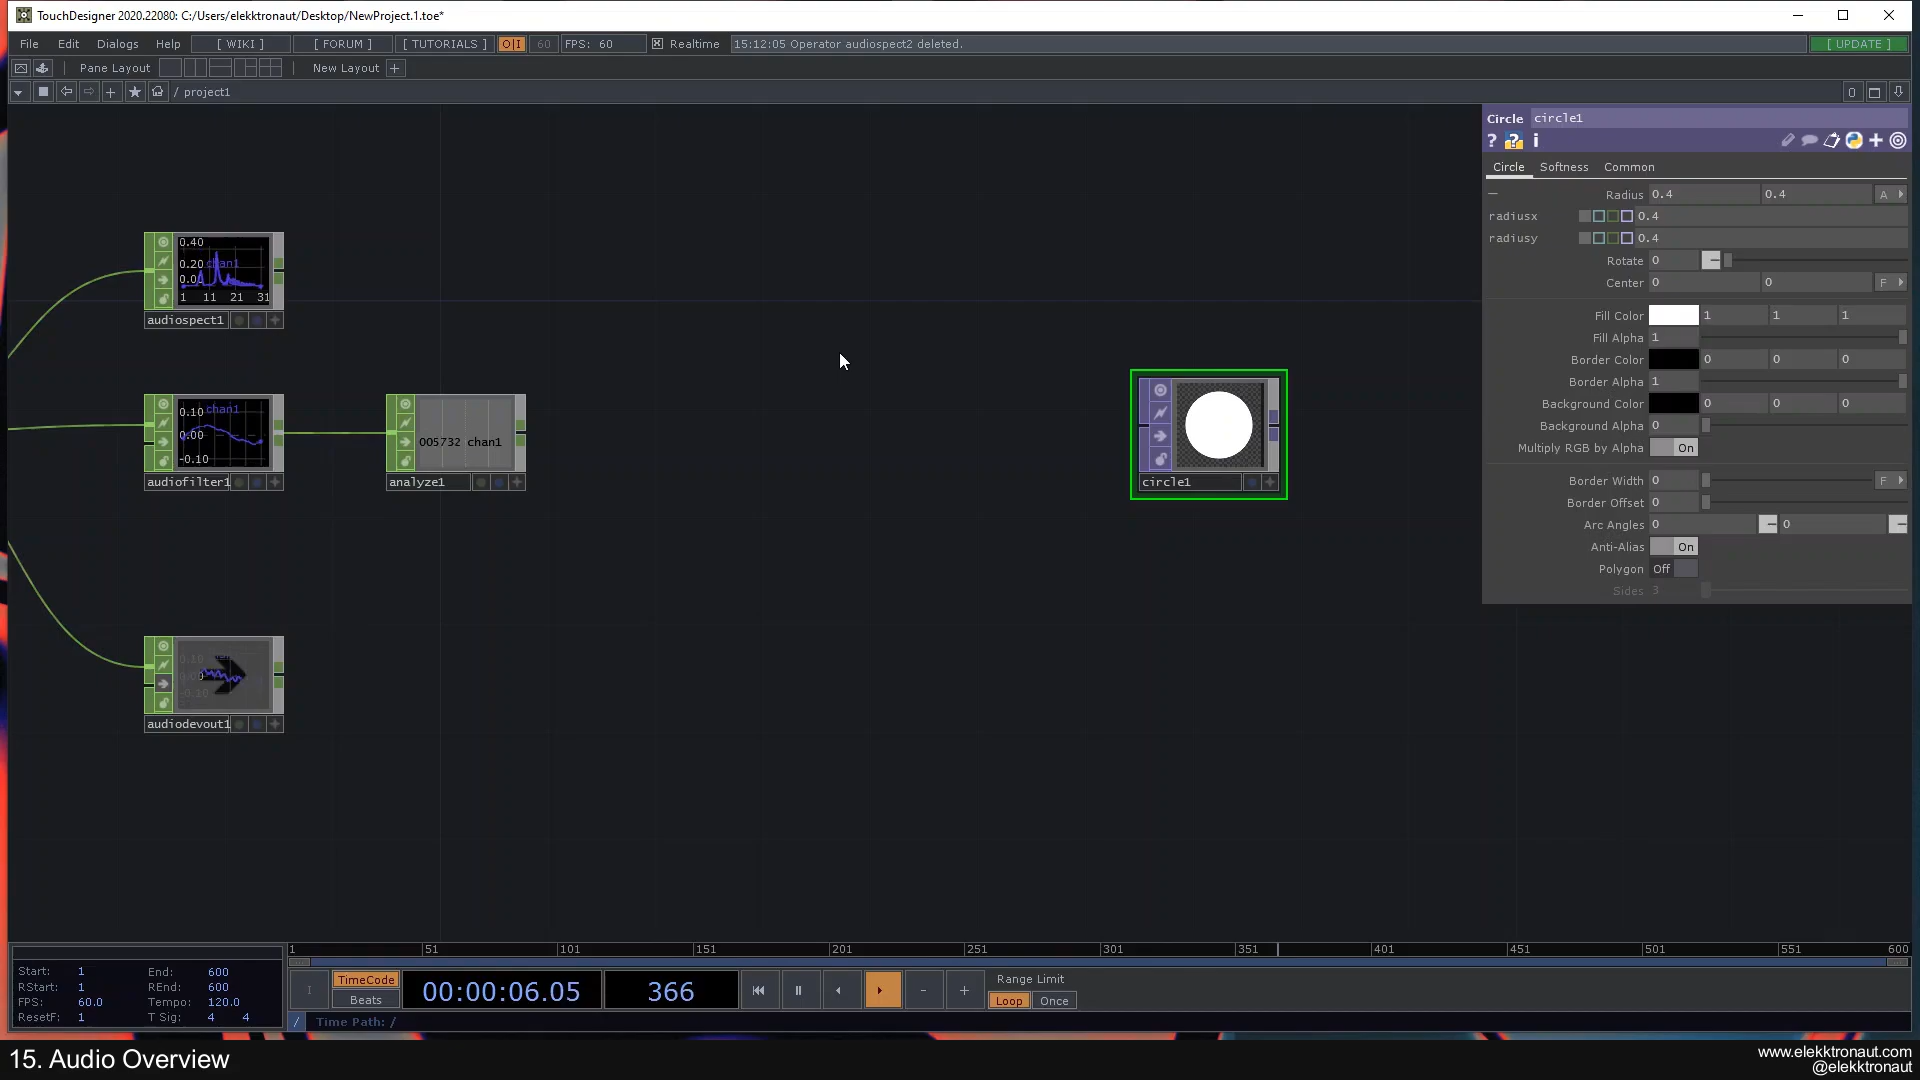 TouchDesigner 2020.22080: C:/Users/elekktronaut/Desktop/NewProject.1.toe*
File Edit Dialogs Help [ WIKI ] [ FORUM ] [ TUTORIALS ] O|I 60 FPS: 60 Realtime 15:12:05 Operator audiospect2 deleted. [ UPDATE ]
Pane Layout New Layout +
/ project1 0
Circle circle1
? ? i
Circle Softness Common
Radius 0.4 0.4 A
radiusx 0.4
radiusy 0.4
Rotate 0
Center 0 0 F
Fill Color 1 1 1
Fill Alpha 1
Border Color 0 0 0
Border Alpha 1
Background Color 0 0 0
Background Alpha 0
Multiply RGB by Alpha On
Border Width 0 F
Border Offset 0
Arc Angles 0 0
Anti-Alias On
Polygon Off
Sides 3
0.40
0.20 chan1
0.0
1 11 21 31
audiospect1
0.10 chan1
0.00
-0.10
audiofilter1
005732 chan1
analyze1
circle1
0.10
0.00
-0.10
audiodevout1
1 51 101 151 201 251 301 351 401 451 501 551 600
Start: 1 End: 600
RStart: 1 REnd: 600
FPS: 60.0 Tempo: 120.0
ResetF: 1 T Sig: 4 4
TimeCode
Beats
00:00:06.05 366
Range Limit
Loop Once
/ Time Path: /
15. Audio Overview
www.elekktronaut.com
@elekktronaut